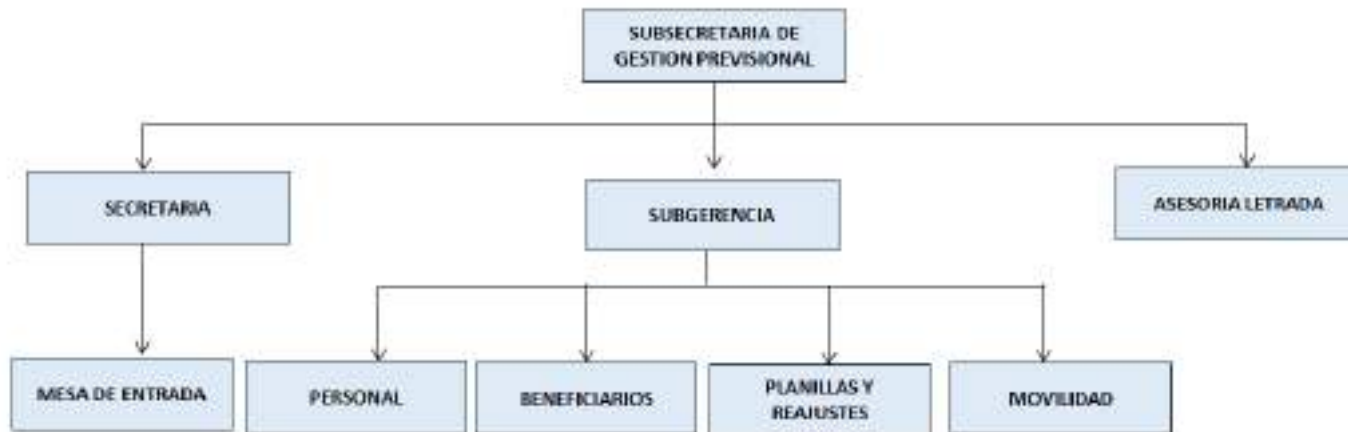 SUBSECRETARIA DE
GESTION PREVISIONAL
SECRETARIA
SUBGERENCIA
ASESORIA LETRADA
MESA DE ENTRADA
PERSONAL
BENEFICIARIOS
PLANILLAS Y
REAJUSTES
MOVILIDAD